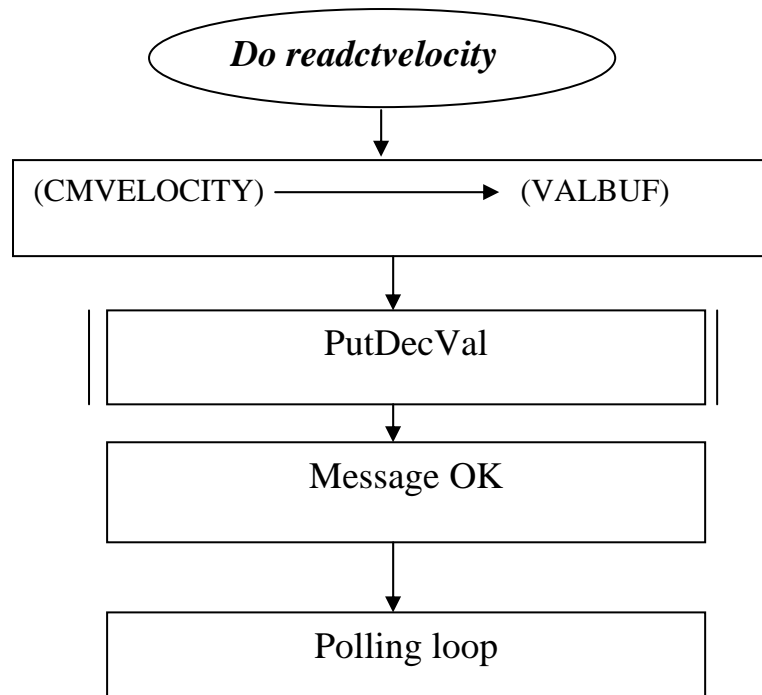 Do readctvelocity
(CMVELOCITY) (VALBUF)
PutDecVal
Message OK
Polling loop